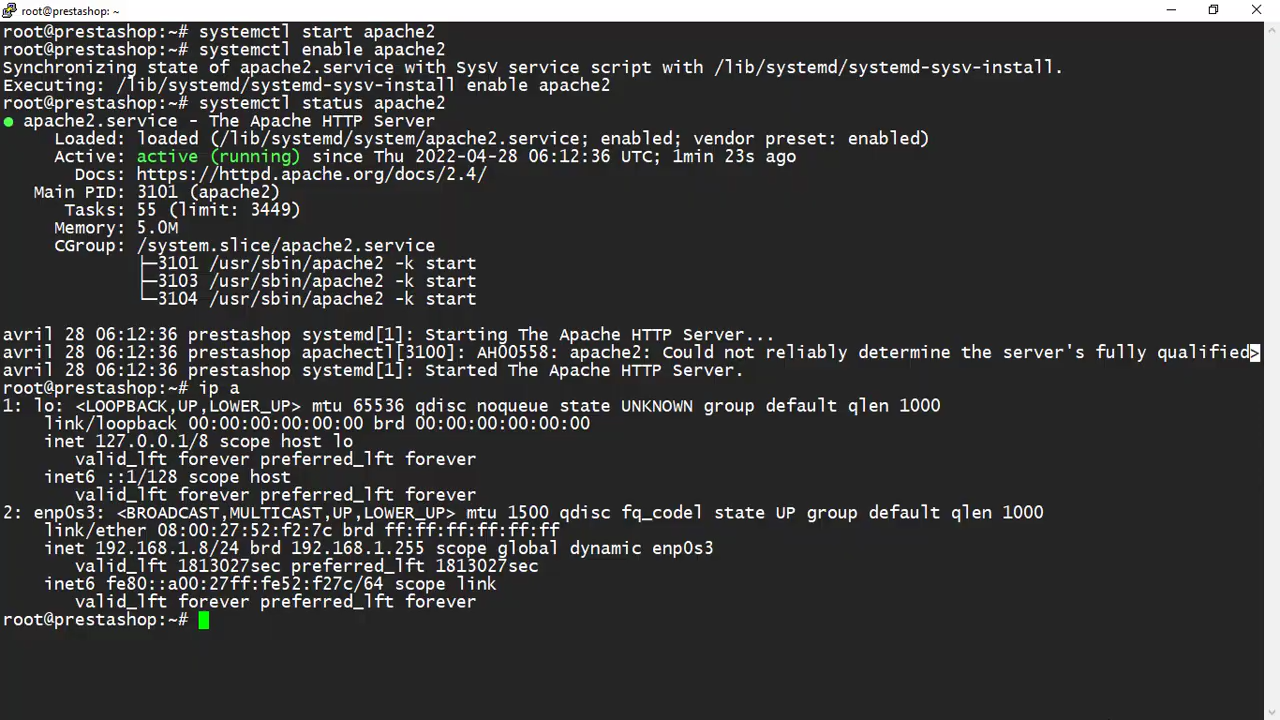 root@prestashop: ~
root@prestashop:~# systemctl start apache2
root@prestashop:~# systemctl enable apache2
Synchronizing state of apache2.service with SysV service script with /lib/systemd/systemd-sysv-install.
Executing: /lib/systemd/systemd-sysv-install enable apache2
root@prestashop:~# systemctl status apache2
● apache2.service - The Apache HTTP Server
     Loaded: loaded (/lib/systemd/system/apache2.service; enabled; vendor preset: enabled)
     Active: active (running) since Thu 2022-04-28 06:12:36 UTC; 1min 23s ago
       Docs: https://httpd.apache.org/docs/2.4/
   Main PID: 3101 (apache2)
      Tasks: 55 (limit: 3449)
     Memory: 5.0M
     CGroup: /system.slice/apache2.service
             ├─3101 /usr/sbin/apache2 -k start
             ├─3103 /usr/sbin/apache2 -k start
             └─3104 /usr/sbin/apache2 -k start
avril 28 06:12:36 prestashop systemd[1]: Starting The Apache HTTP Server...
avril 28 06:12:36 prestashop apachectl[3100]: AH00558: apache2: Could not reliably determine the server's fully qualified>
avril 28 06:12:36 prestashop systemd[1]: Started The Apache HTTP Server.
root@prestashop:~# ip a
1: lo: <LOOPBACK,UP,LOWER_UP> mtu 65536 qdisc noqueue state UNKNOWN group default qlen 1000
    link/loopback 00:00:00:00:00:00 brd 00:00:00:00:00:00
    inet 127.0.0.1/8 scope host lo
       valid_lft forever preferred_lft forever
    inet6 ::1/128 scope host
       valid_lft forever preferred_lft forever
2: enp0s3: <BROADCAST,MULTICAST,UP,LOWER_UP> mtu 1500 qdisc fq_codel state UP group default qlen 1000
    link/ether 08:00:27:52:f2:7c brd ff:ff:ff:ff:ff:ff
    inet 192.168.1.8/24 brd 192.168.1.255 scope global dynamic enp0s3
       valid_lft 1813027sec preferred_lft 1813027sec
    inet6 fe80::a00:27ff:fe52:f27c/64 scope link
       valid_lft forever preferred_lft forever
root@prestashop:~#